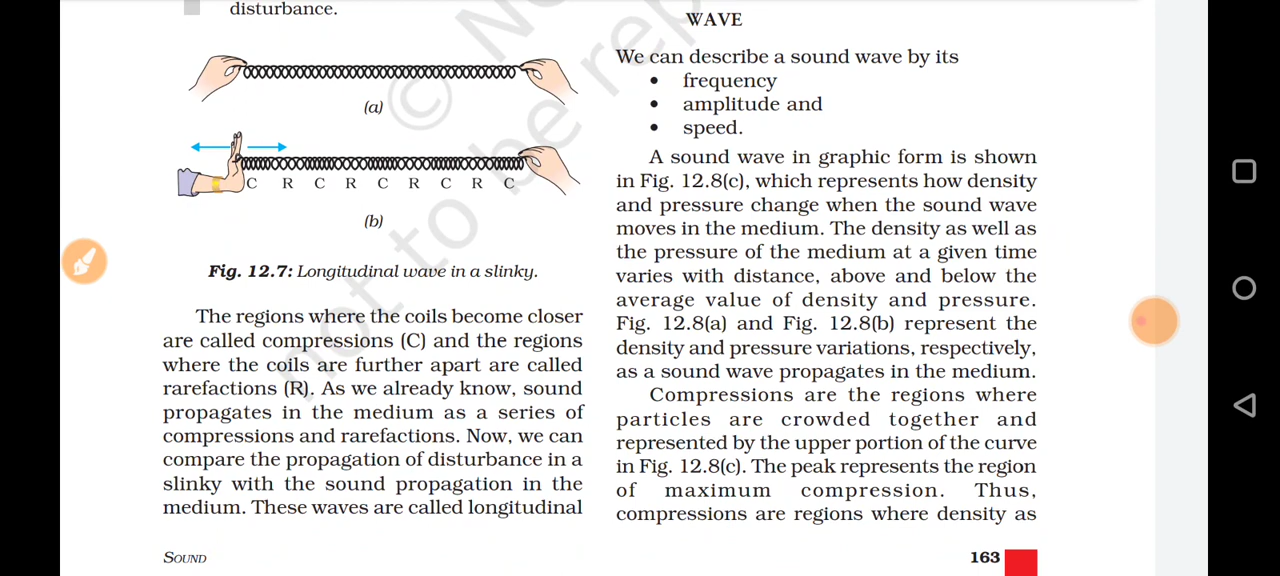 disturbance.
(a)
C R C R C R C R C
(b)
Fig. 12.7: Longitudinal wave in a slinky.
The regions where the coils become closer
are called compressions (C) and the regions
where the coils are further apart are called
rarefactions (R). As we already know, sound
propagates in the medium as a series of
compressions and rarefactions. Now, we can
compare the propagation of disturbance in a
slinky with the sound propagation in the
medium. These waves are called longitudinal
WAVE
We can describe a sound wave by its
• frequency
• amplitude and
• speed.
A sound wave in graphic form is shown
in Fig. 12.8(c), which represents how density
and pressure change when the sound wave
moves in the medium. The density as well as
the pressure of the medium at a given time
varies with distance, above and below the
average value of density and pressure.
Fig. 12.8(a) and Fig. 12.8(b) represent the
density and pressure variations, respectively,
as a sound wave propagates in the medium.
Compressions are the regions where
particles are crowded together and
represented by the upper portion of the curve
in Fig. 12.8(c). The peak represents the region
of maximum compression. Thus,
compressions are regions where density as
SOUND
163
©
not to be rep